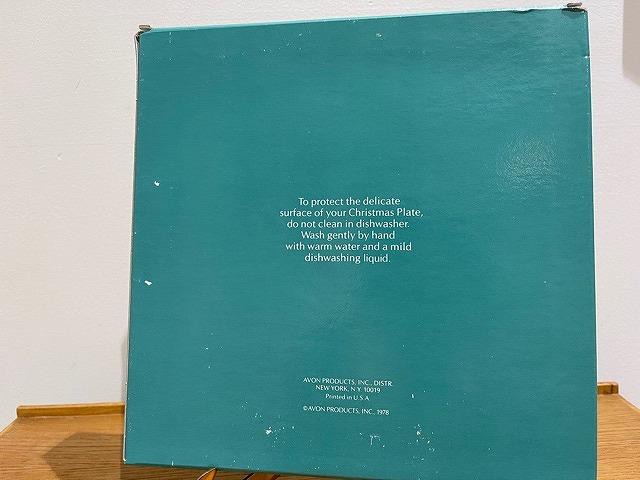 To protect the delicate
surface of your Christmas Plate,
do not clean in dishwasher.
Wash gently by hand
with warm water and a mild
dishwashing liquid.
AVON PRODUCTS, INC., DISTR.
NEW YORK, N.Y. 10019
Printed in U.S.A
©AVON PRODUCTS, INC., 1978